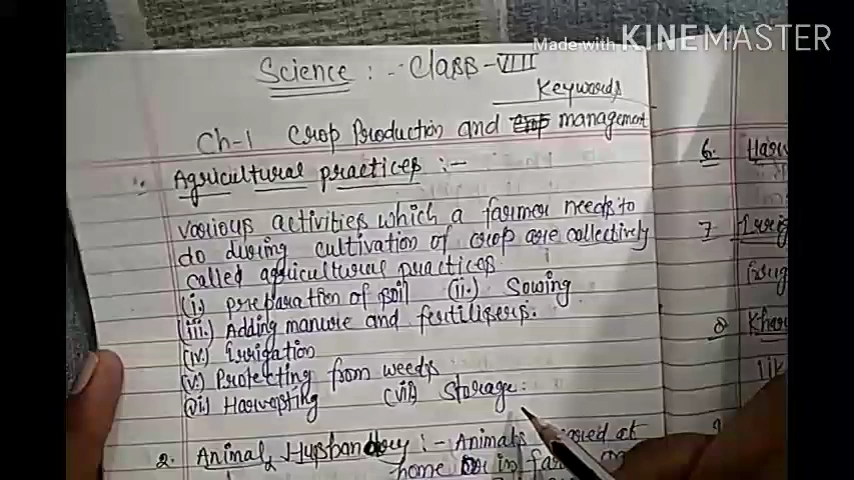 Made with KINEMASTER
Science :- Class - VIII
Keywords
Ch-1 Crop Production and management
Agricultural practices :-
various activities which a farmer needs to
do during cultivation of crop are collectively
called agricultural practices
(i.) preparation of soil (ii.) Sowing
(iii.) Adding manure and fertilisers.
(iv) Irrigation
(v.) Protecting from weeds
(vi) Harvesting (vii) Storage:
2. Animal Husbandry :- Animals at
home or in
6.
7
8